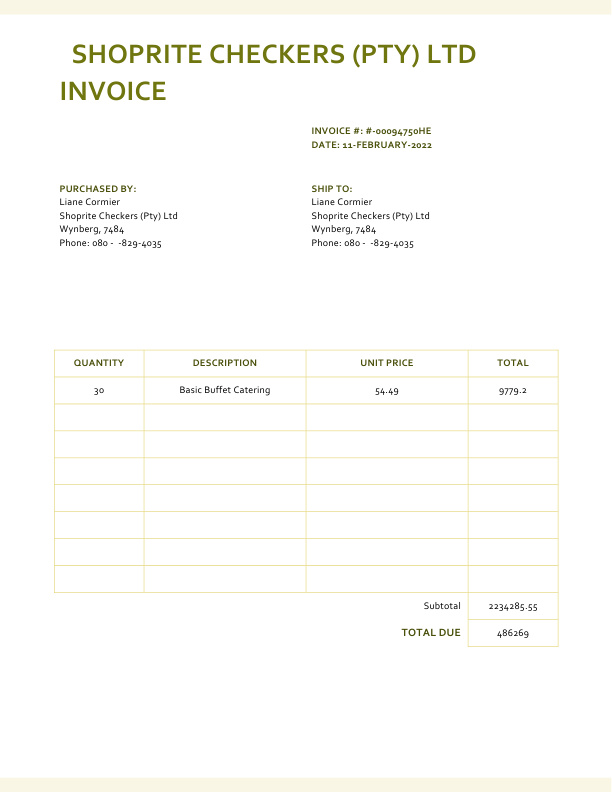 SHOPRITE CHECKERS (PTY) LTD
INVOICE
INVOICE #: #-00094750HE
DATE: 11-FEBRUARY-2022
PURCHASED BY:
Liane Cormier
Shoprite Checkers (Pty) Ltd
Wynberg, 7484
Phone: 080 -  -829-4035
SHIP TO:
Liane Cormier
Shoprite Checkers (Pty) Ltd
Wynberg, 7484
Phone: 080 -  -829-4035
QUANTITY DESCRIPTION UNIT PRICE TOTAL
30 Basic Buffet Catering 54.49 9779.2
Subtotal 2234285.55
TOTAL DUE 486269